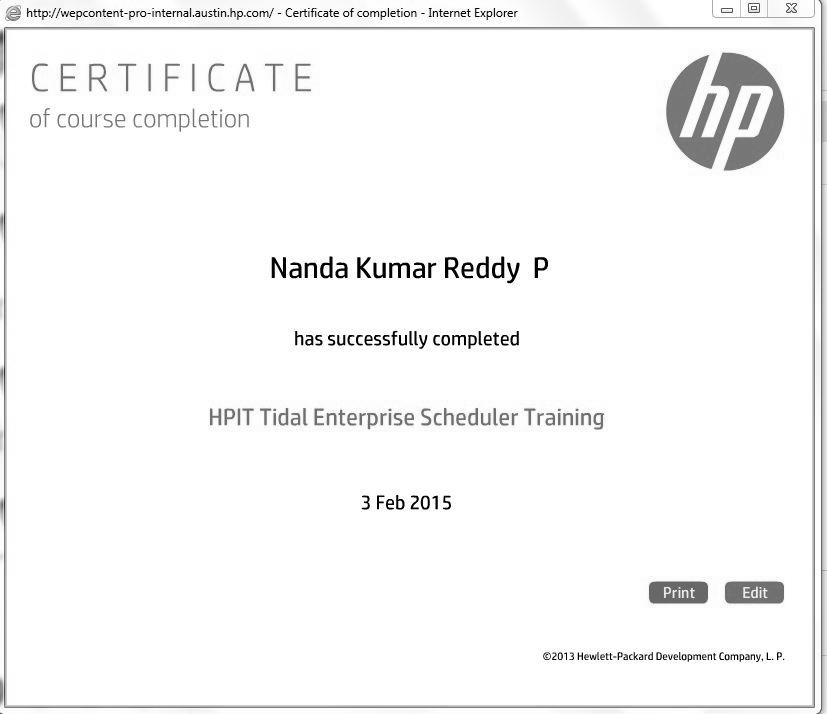 http://wepcontent-pro-internal.austin.hp.com/ - Certificate of completion - Internet Explorer
CERTIFICATE
of course completion
hp
Nanda Kumar Reddy P
has successfully completed
HPIT Tidal Enterprise Scheduler Training
3 Feb 2015
Print Edit
©2013 Hewlett-Packard Development Company, L. P.